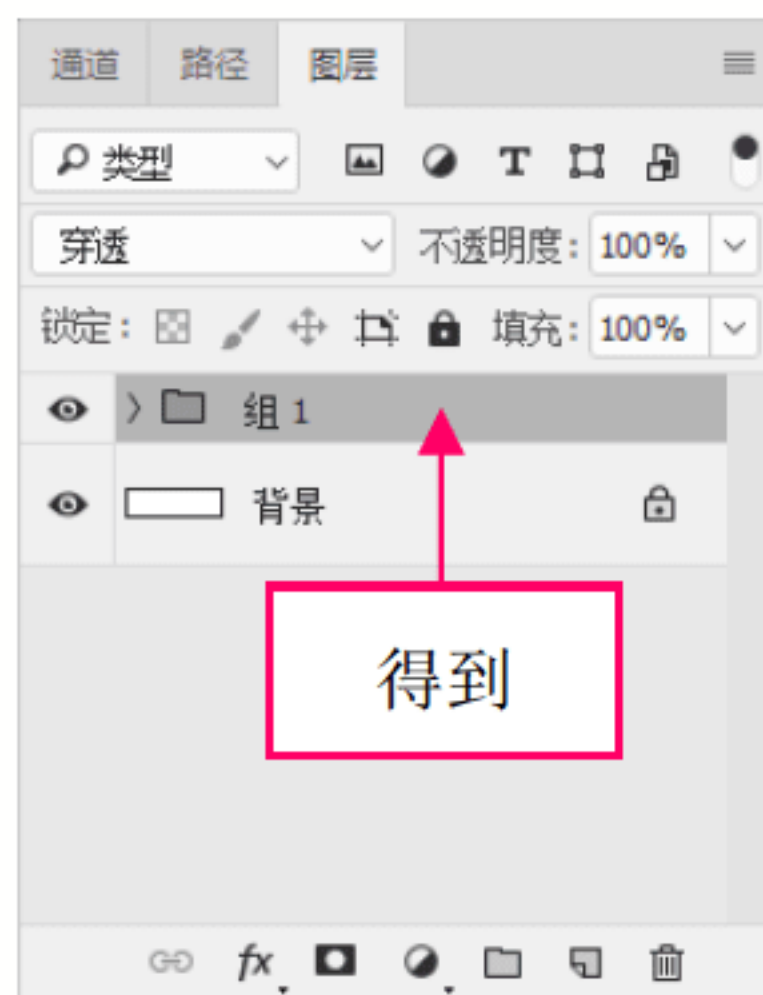 通道 路径 图层
类型
穿透 不透明度: 100%
锁定: 填充: 100%
组 1
背景
得到
fx